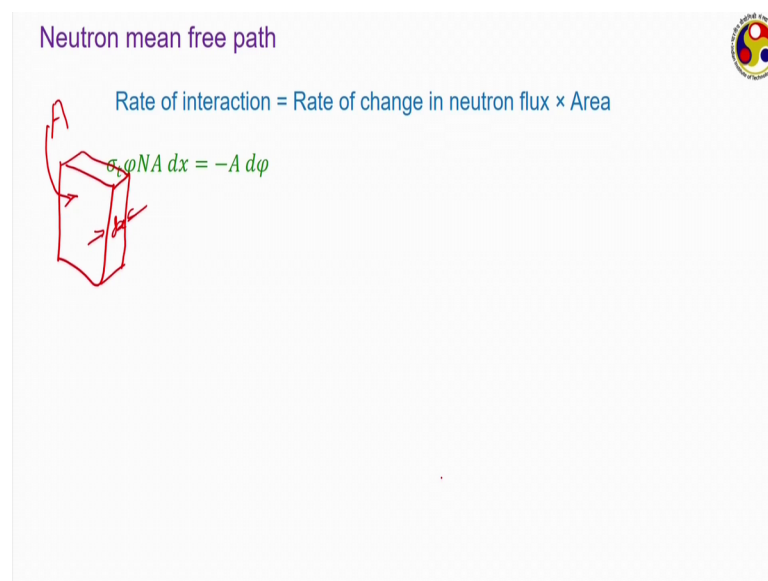 Neutron mean free path
Rate of interaction = Rate of change in neutron flux × Area
A
σₜφNA dx = −A dφ
dx